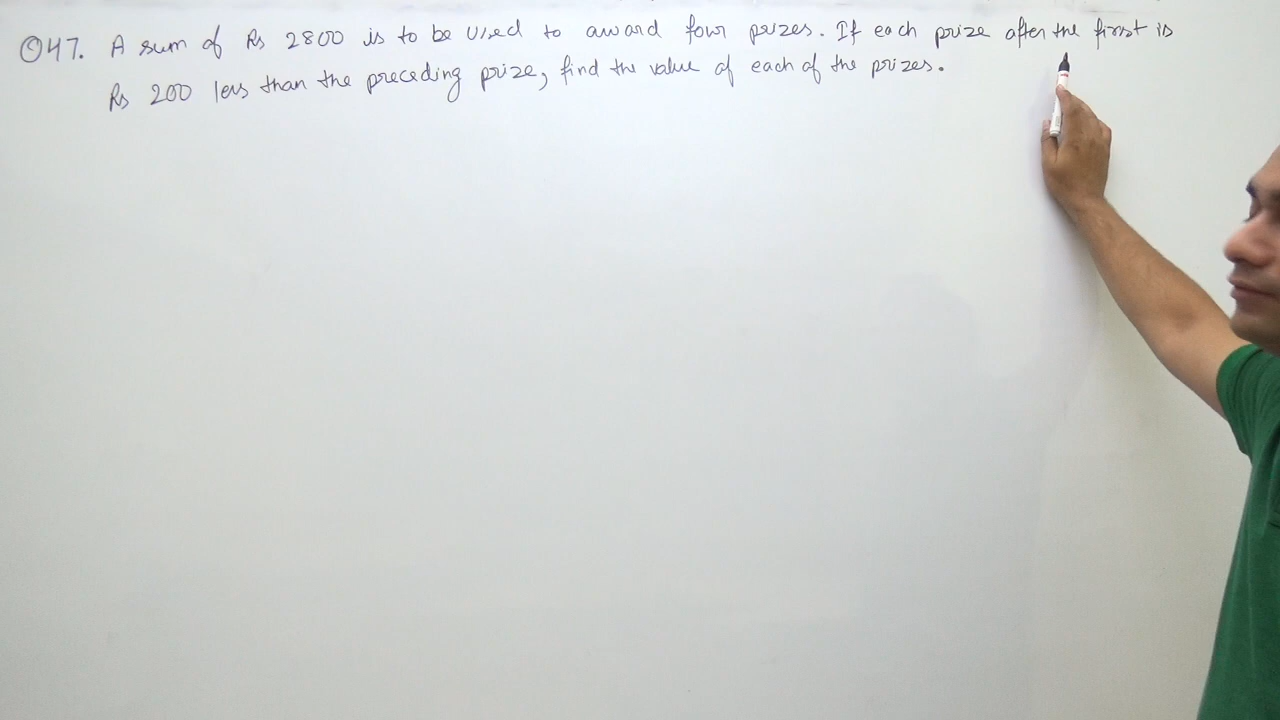 Q47. A sum of Rs 2800 is to be used to award four prizes. If each prize after the first is
Rs 200 less than the preceding prize, find the value of each of the prizes.